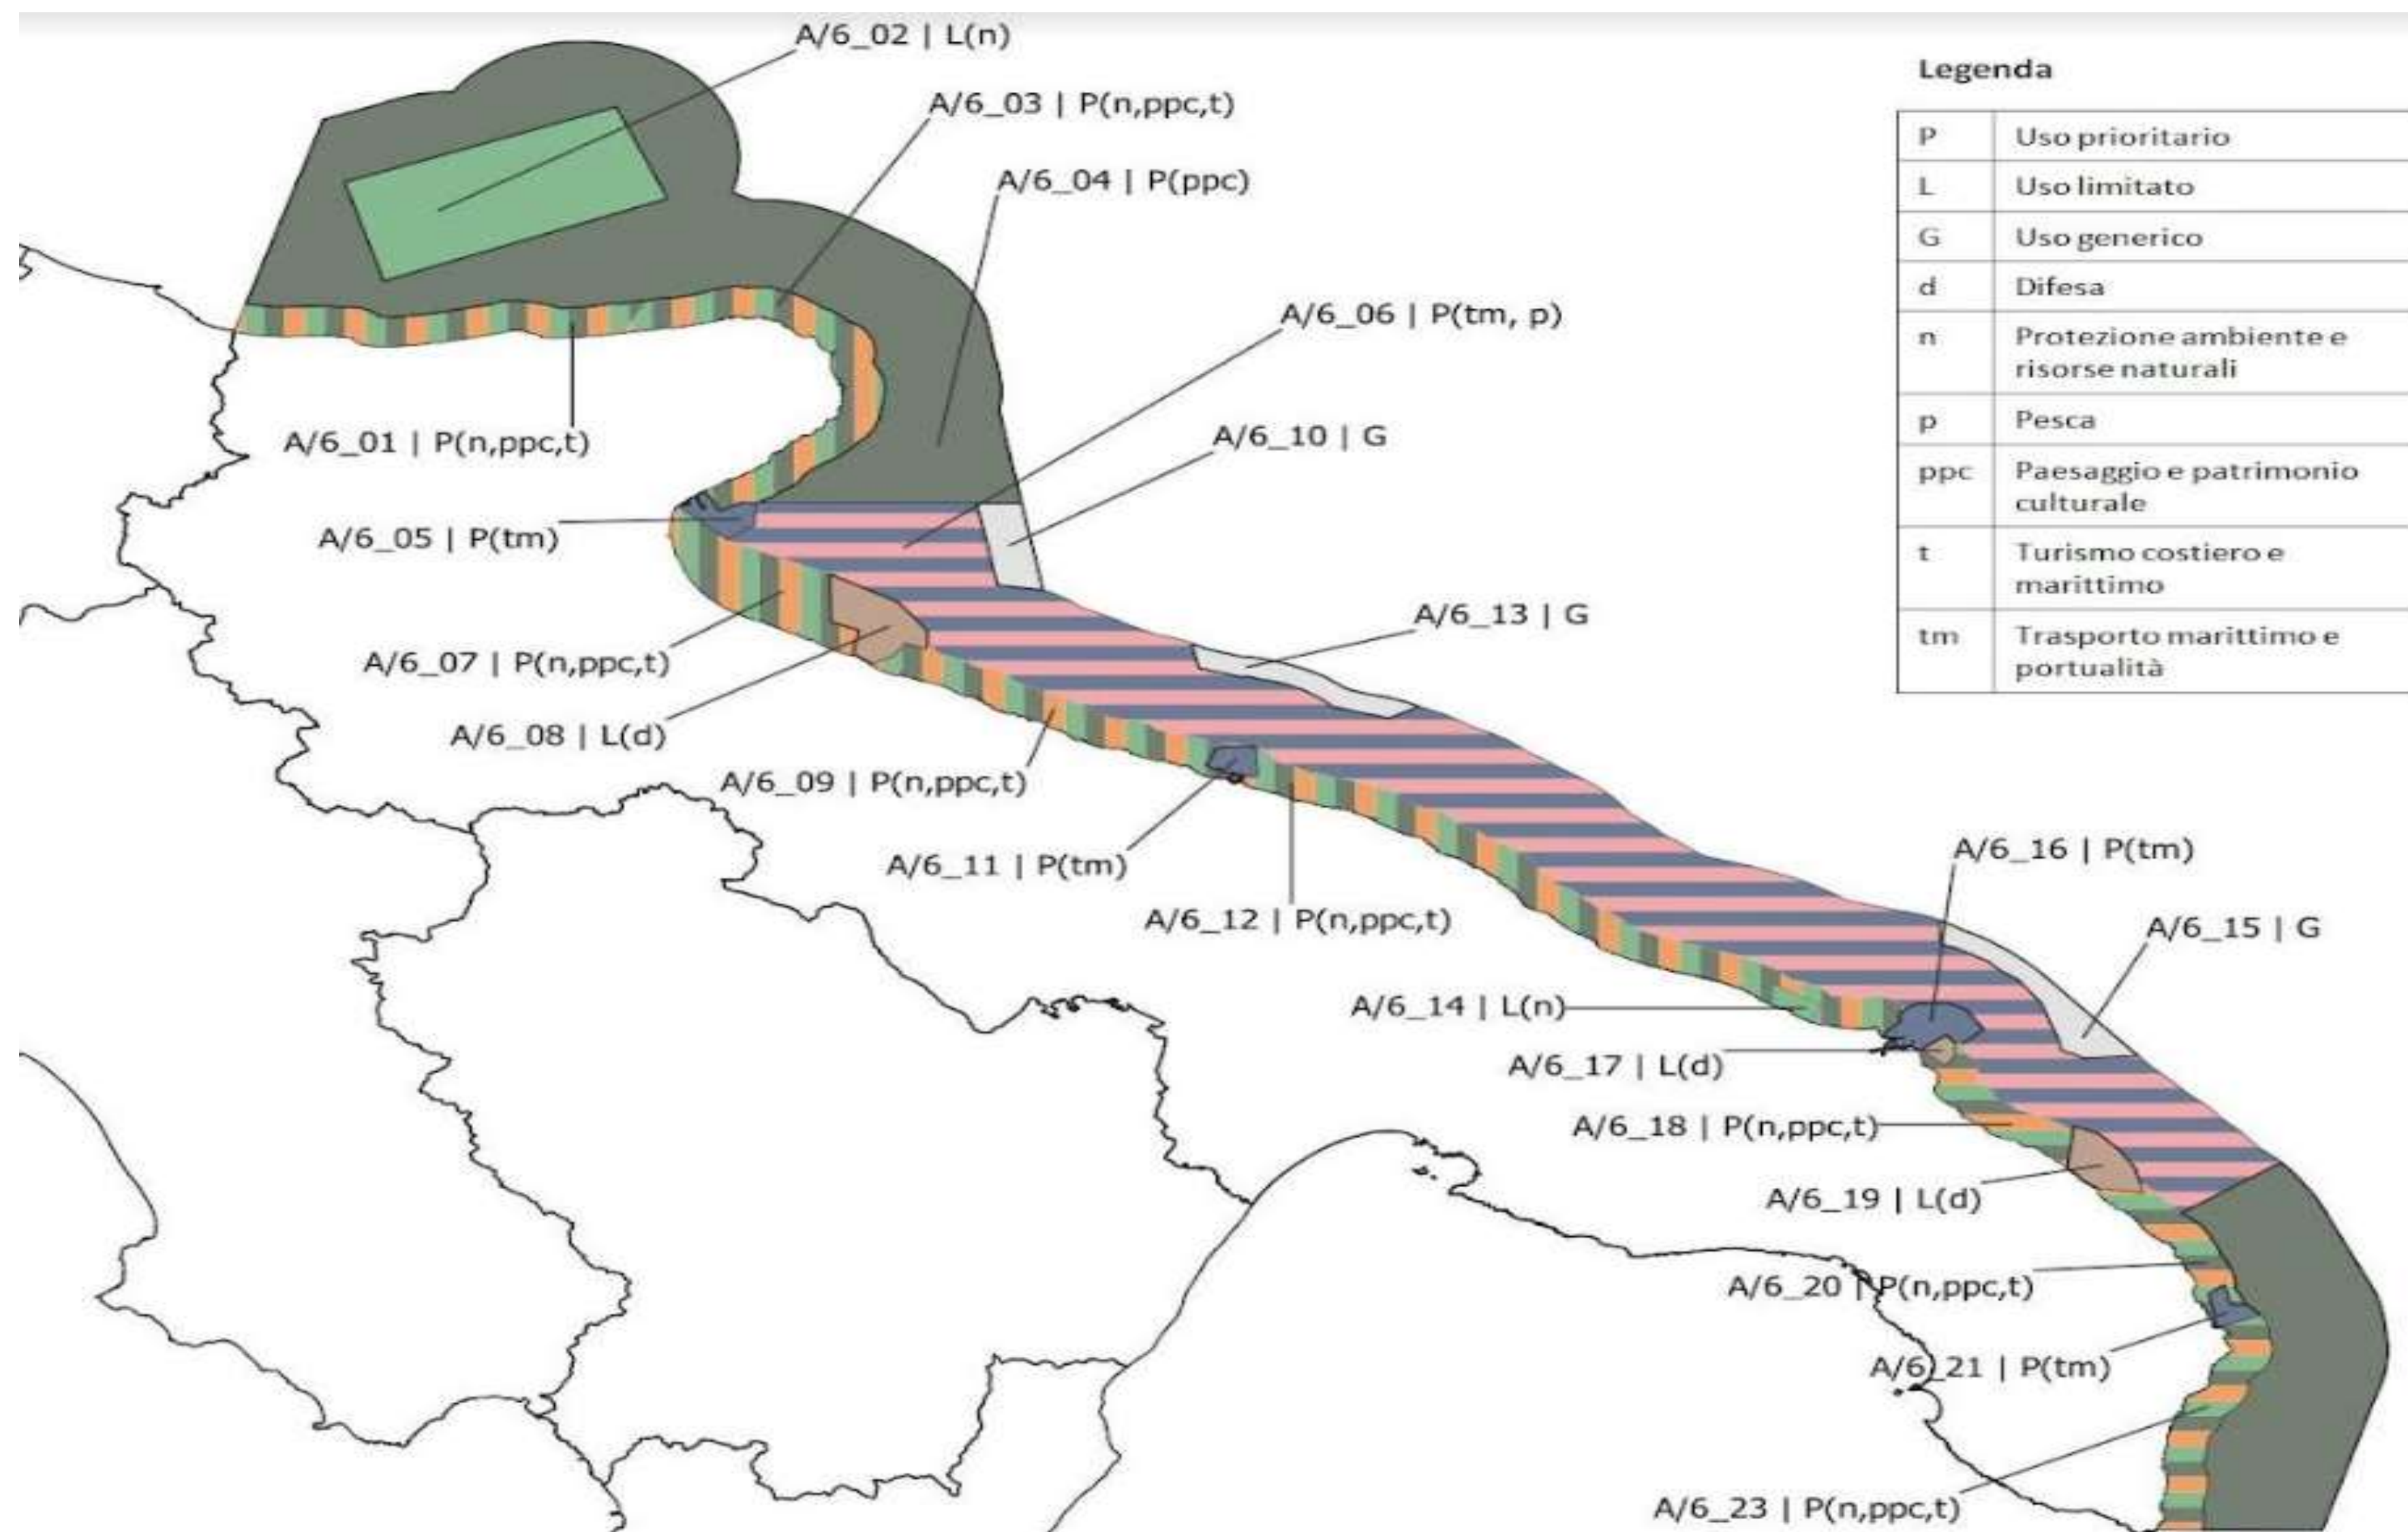 A/6_02 | L(n)
A/6_03 | P(n,ppc,t)
A/6_04 | P(ppc)
A/6_06 | P(tm, p)
A/6_10 | G
A/6_01 | P(n,ppc,t)
A/6_05 | P(tm)
A/6_13 | G
A/6_07 | P(n,ppc,t)
A/6_08 | L(d)
A/6_09 | P(n,ppc,t)
A/6_11 | P(tm)
A/6_16 | P(tm)
A/6_12 | P(n,ppc,t)
A/6_15 | G
A/6_14 | L(n)
A/6_17 | L(d)
A/6_18 | P(n,ppc,t)
A/6_19 | L(d)
A/6_20 | P(n,ppc,t)
A/6_21 | P(tm)
A/6_23 | P(n,ppc,t)
Legenda
P Uso prioritario
L Uso limitato
G Uso generico
d Difesa
n Protezione ambiente e
risorse naturali
p Pesca
ppc Paesaggio e patrimonio
culturale
t Turismo costiero e
marittimo
tm Trasporto marittimo e
portualità